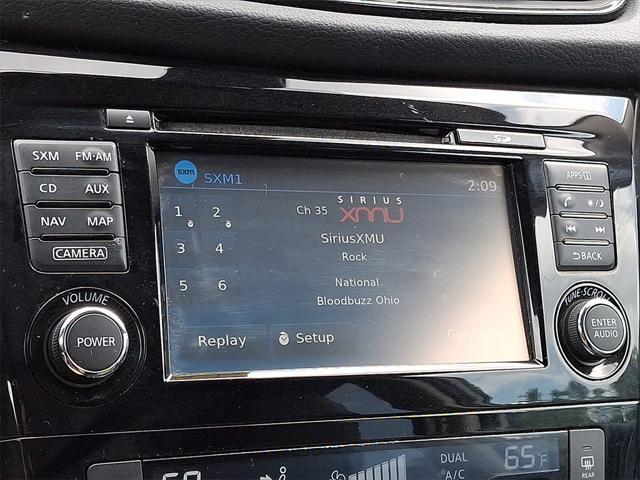 SXM FM·AM
CD AUX
NAV MAP
CAMERA
VOLUME
POWER
SD
sxm SXM1
2:09
1 2
3 4
5 6
Ch 35
SIRIUS
XMU
SiriusXMU
Rock
National.
Bloodbuzz Ohio
Replay
Setup
APPS·i
BACK
TUNE·SCROLL
ENTER
AUDIO
DUAL
A/C
65°F
REAR